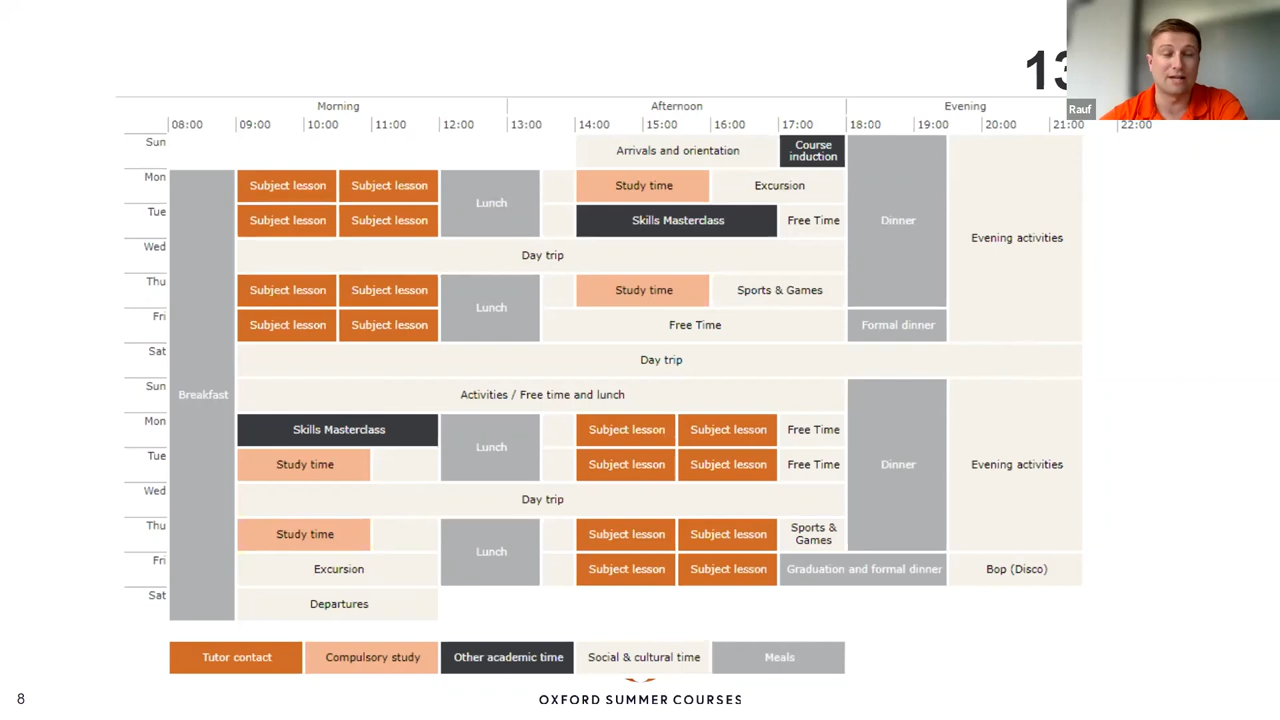 13
Rauf
Morning Afternoon Evening
08:00 09:00 10:00 11:00 12:00 13:00 14:00 15:00 16:00 17:00 18:00 19:00 20:00 21:00 22:00
Sun Arrivals and orientation Course induction
Mon Subject lesson Subject lesson Lunch Study time Excursion
Tue Subject lesson Subject lesson Skills Masterclass Free Time Dinner
Wed Day trip Evening activities
Thu Subject lesson Subject lesson Lunch Study time Sports & Games
Fri Subject lesson Subject lesson Free Time Formal dinner
Sat Day trip
Sun Breakfast Activities / Free time and lunch
Mon Skills Masterclass Lunch Subject lesson Subject lesson Free Time
Tue Study time Subject lesson Subject lesson Free Time Dinner Evening activities
Wed Day trip
Thu Study time Lunch Subject lesson Subject lesson Sports & Games
Fri Excursion Subject lesson Subject lesson Graduation and formal dinner Bop (Disco)
Sat Departures
Tutor contact Compulsory study Other academic time Social & cultural time Meals
8 OXFORD SUMMER COURSES